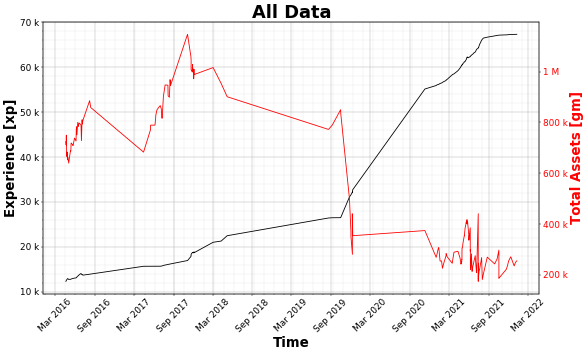 All Data
70 k
60 k
50 k
40 k
30 k
20 k
10 k
Experience [xp]
1 M
800 k
600 k
400 k
200 k
Total Assets [gm]
Mar 2016
Sep 2016
Mar 2017
Sep 2017
Mar 2018
Sep 2018
Mar 2019
Sep 2019
Mar 2020
Sep 2020
Mar 2021
Sep 2021
Mar 2022
Time